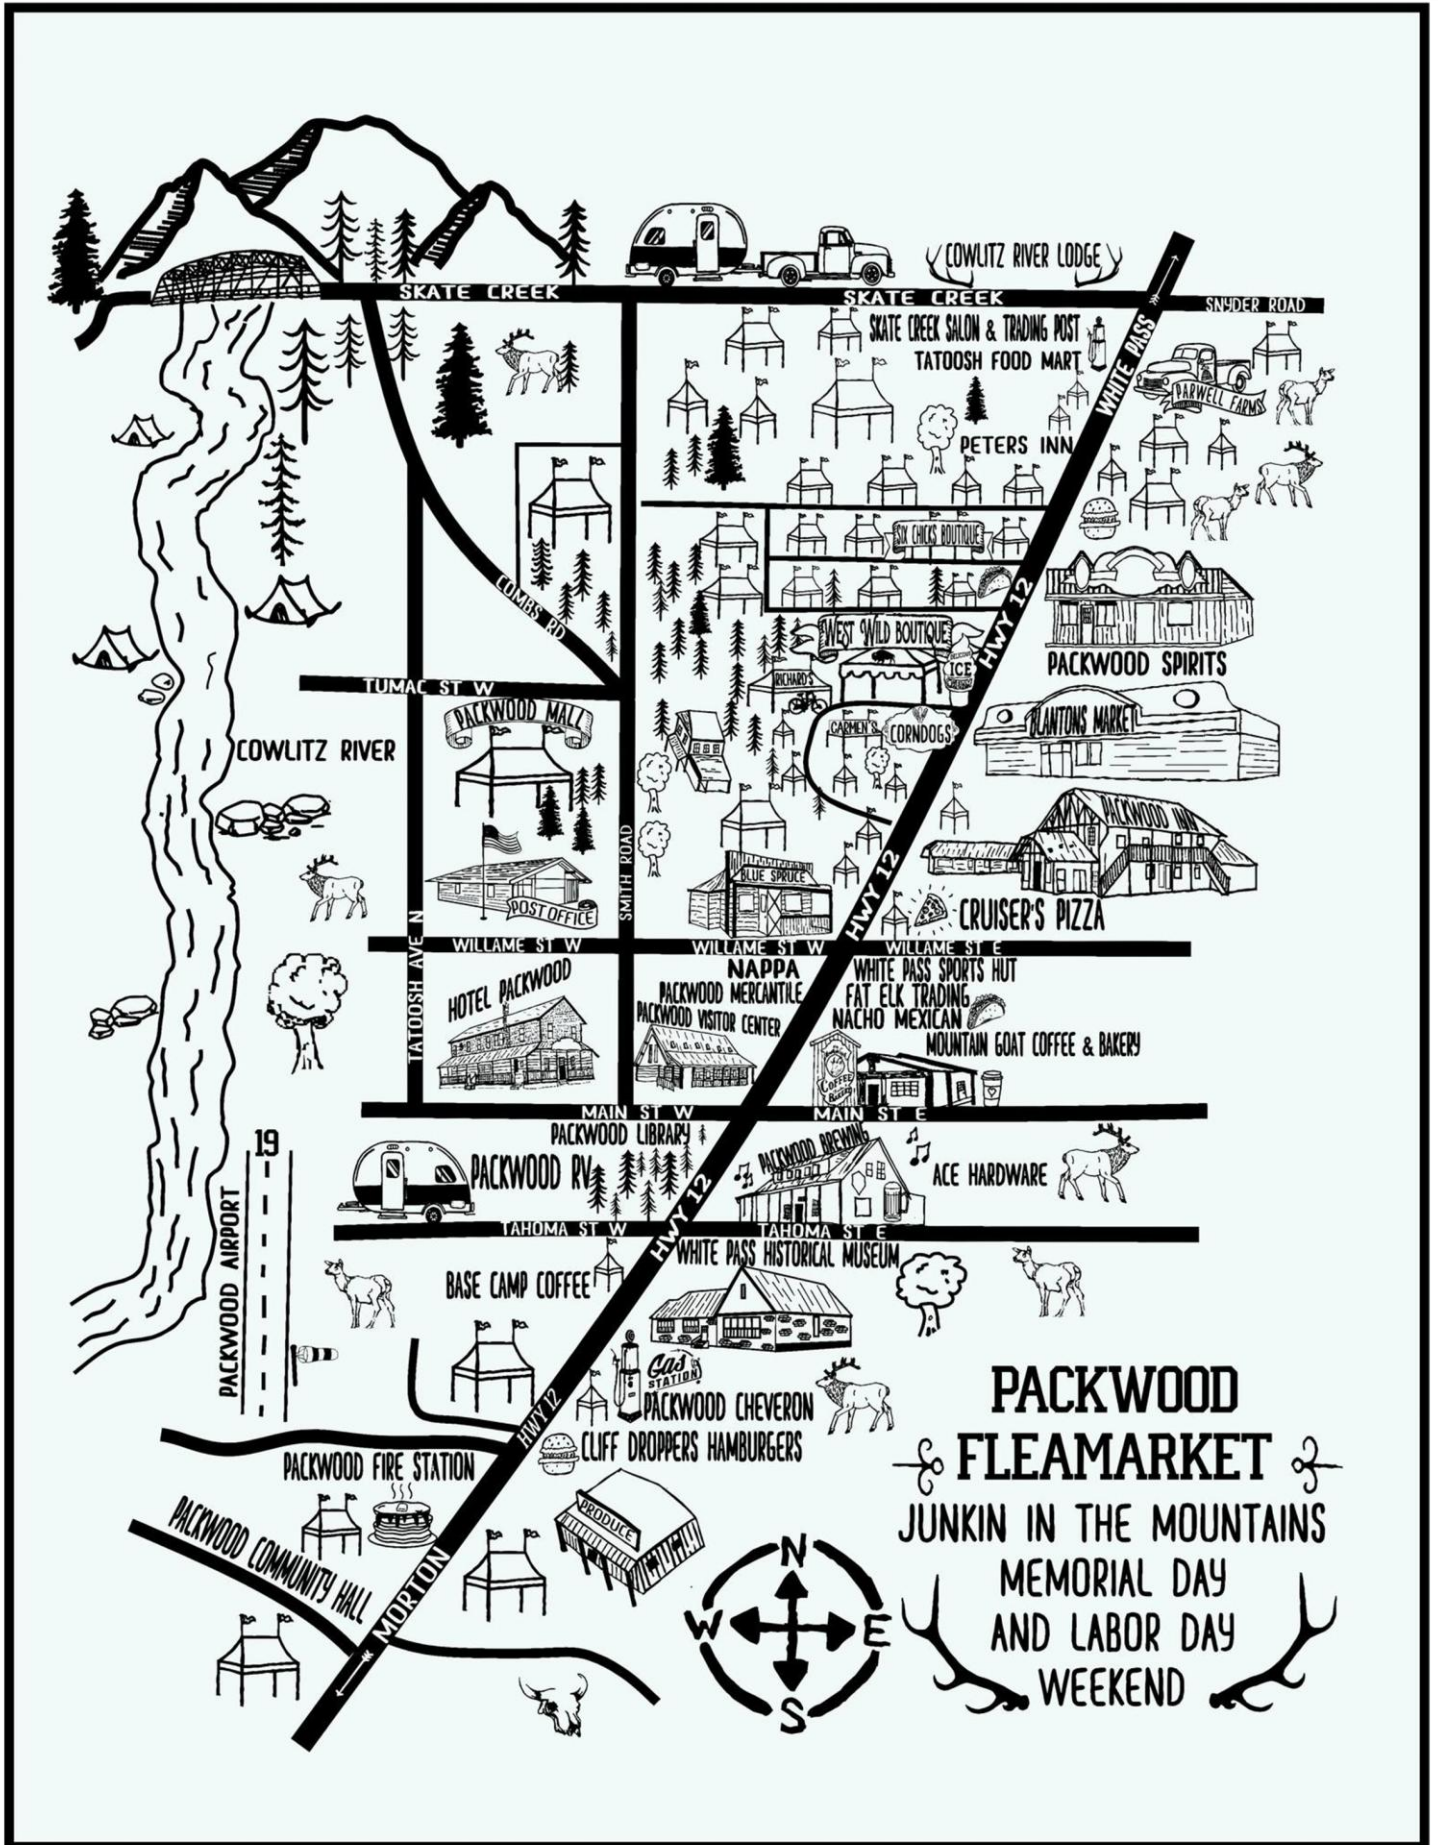 COWLITZ RIVER LODGE
SKATE CREEK
SKATE CREEK
SNYDER ROAD
SKATE CREEK SALON & TRADING POST
TATOOSH FOOD MART
WHITE PASS
PARWELL FARMS
PETERS INN
SIX CHICKS BOUTIQUE
COMBS RD
HWY 12
WEST WILD BOUTIQUE
ICE
PACKWOOD SPIRITS
RICHARD'S
TUMAC ST W
PACKWOOD MALL
CARMEN'S
CORNDOGS
BLANTONS MARKET
COWLITZ RIVER
PACKWOOD INN
SMITH ROAD
BLUE SPRUCE
HWY 12
POST OFFICE
CRUISER'S PIZZA
TATOOSH AVE N
WILLAME ST W
WILLAME ST W
WILLAME ST E
HOTEL PACKWOOD
NAPPA
PACKWOOD MERCANTILE
PACKWOOD VISITOR CENTER
WHITE PASS SPORTS HUT
FAT ELK TRADING
NACHO MEXICAN
MOUNTAIN GOAT COFFEE & BAKERY
COFFEE
BAKERY
MAIN ST W
MAIN ST E
PACKWOOD LIBRARY
19
PACKWOOD AIRPORT
PACKWOOD RV
PACKWOOD BREWING
ACE HARDWARE
HWY 12
TAHOMA ST W
TAHOMA ST E
WHITE PASS HISTORICAL MUSEUM
BASE CAMP COFFEE
Gas
STATION
PACKWOOD CHEVERON
HWY 12
CLIFF DROPPERS HAMBURGERS
PACKWOOD FIRE STATION
PRODUCE
PACKWOOD COMMUNITY HALL
MORTON
N
W
E
S
PACKWOOD
FLEAMARKET
JUNKIN IN THE MOUNTAINS
MEMORIAL DAY
AND LABOR DAY
WEEKEND